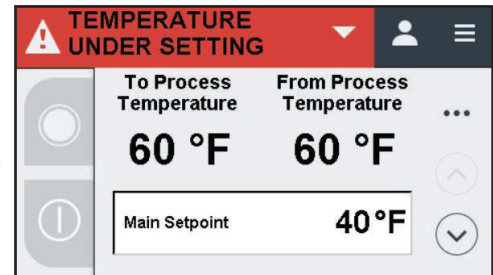 TEMPERATURE
UNDER SETTING
To Process From Process
Temperature Temperature
60 °F 60 °F
Main Setpoint 40°F